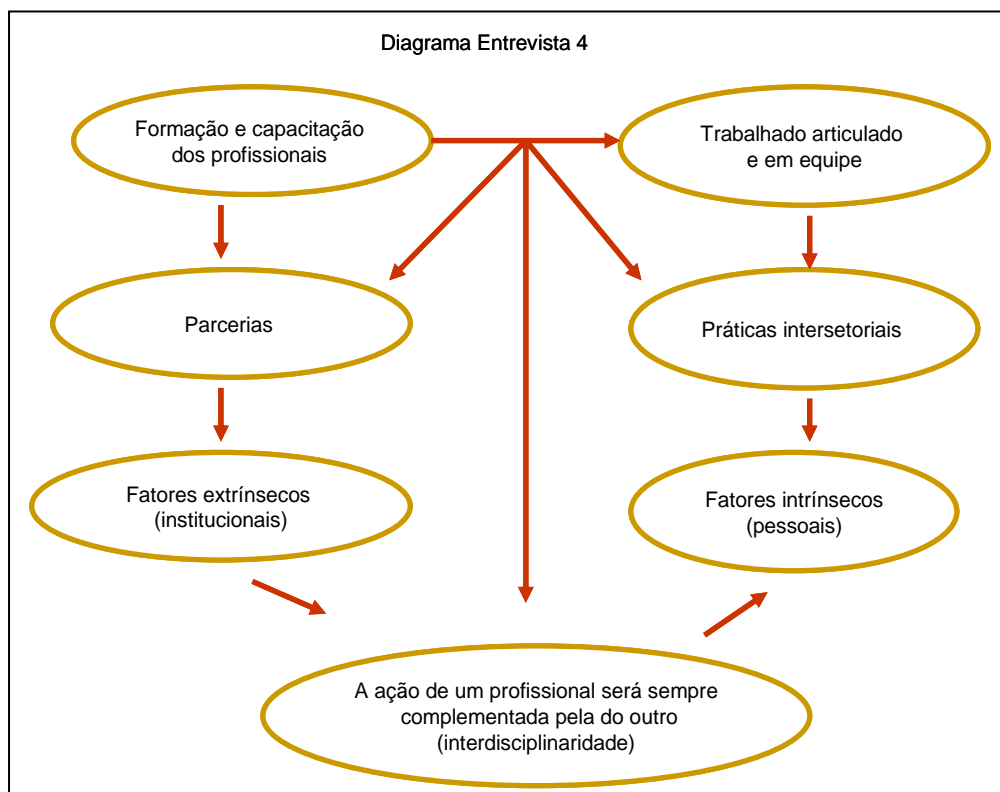 Diagrama Entrevista 4
Formação e capacitação
dos profissionais
Trabalhado articulado
e em equipe
Parcerias
Práticas intersetoriais
Fatores extrínsecos
(institucionais)
Fatores intrínsecos
(pessoais)
A ação de um profissional será sempre
complementada pela do outro
(interdisciplinaridade)